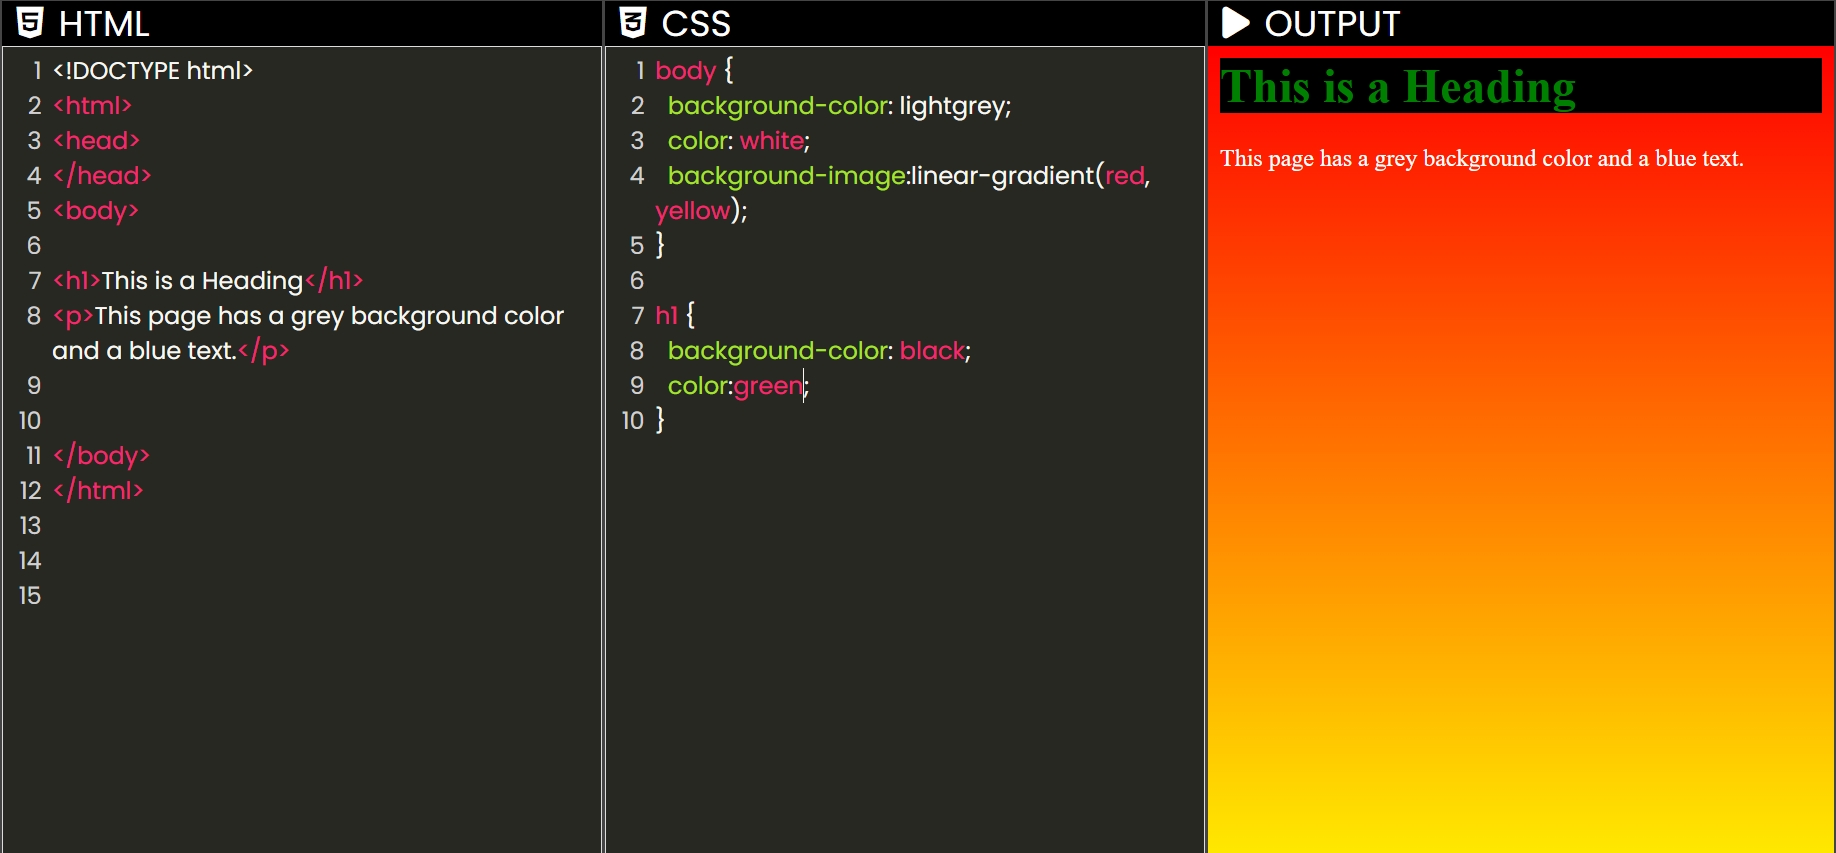 HTML
1 <!DOCTYPE html>
2 <html>
3 <head>
4 </head>
5 <body>
6
7 <h1>This is a Heading</h1>
8 <p>This page has a grey background color
and a blue text.</p>
9
10
11 </body>
12 </html>
13
14
15
CSS
1 body {
2 background-color: lightgrey;
3 color: white;
4 background-image:linear-gradient(red,
yellow);
5 }
6
7 h1 {
8 background-color: black;
9 color:green;
10 }
OUTPUT
This is a Heading
This page has a grey background color and a blue text.